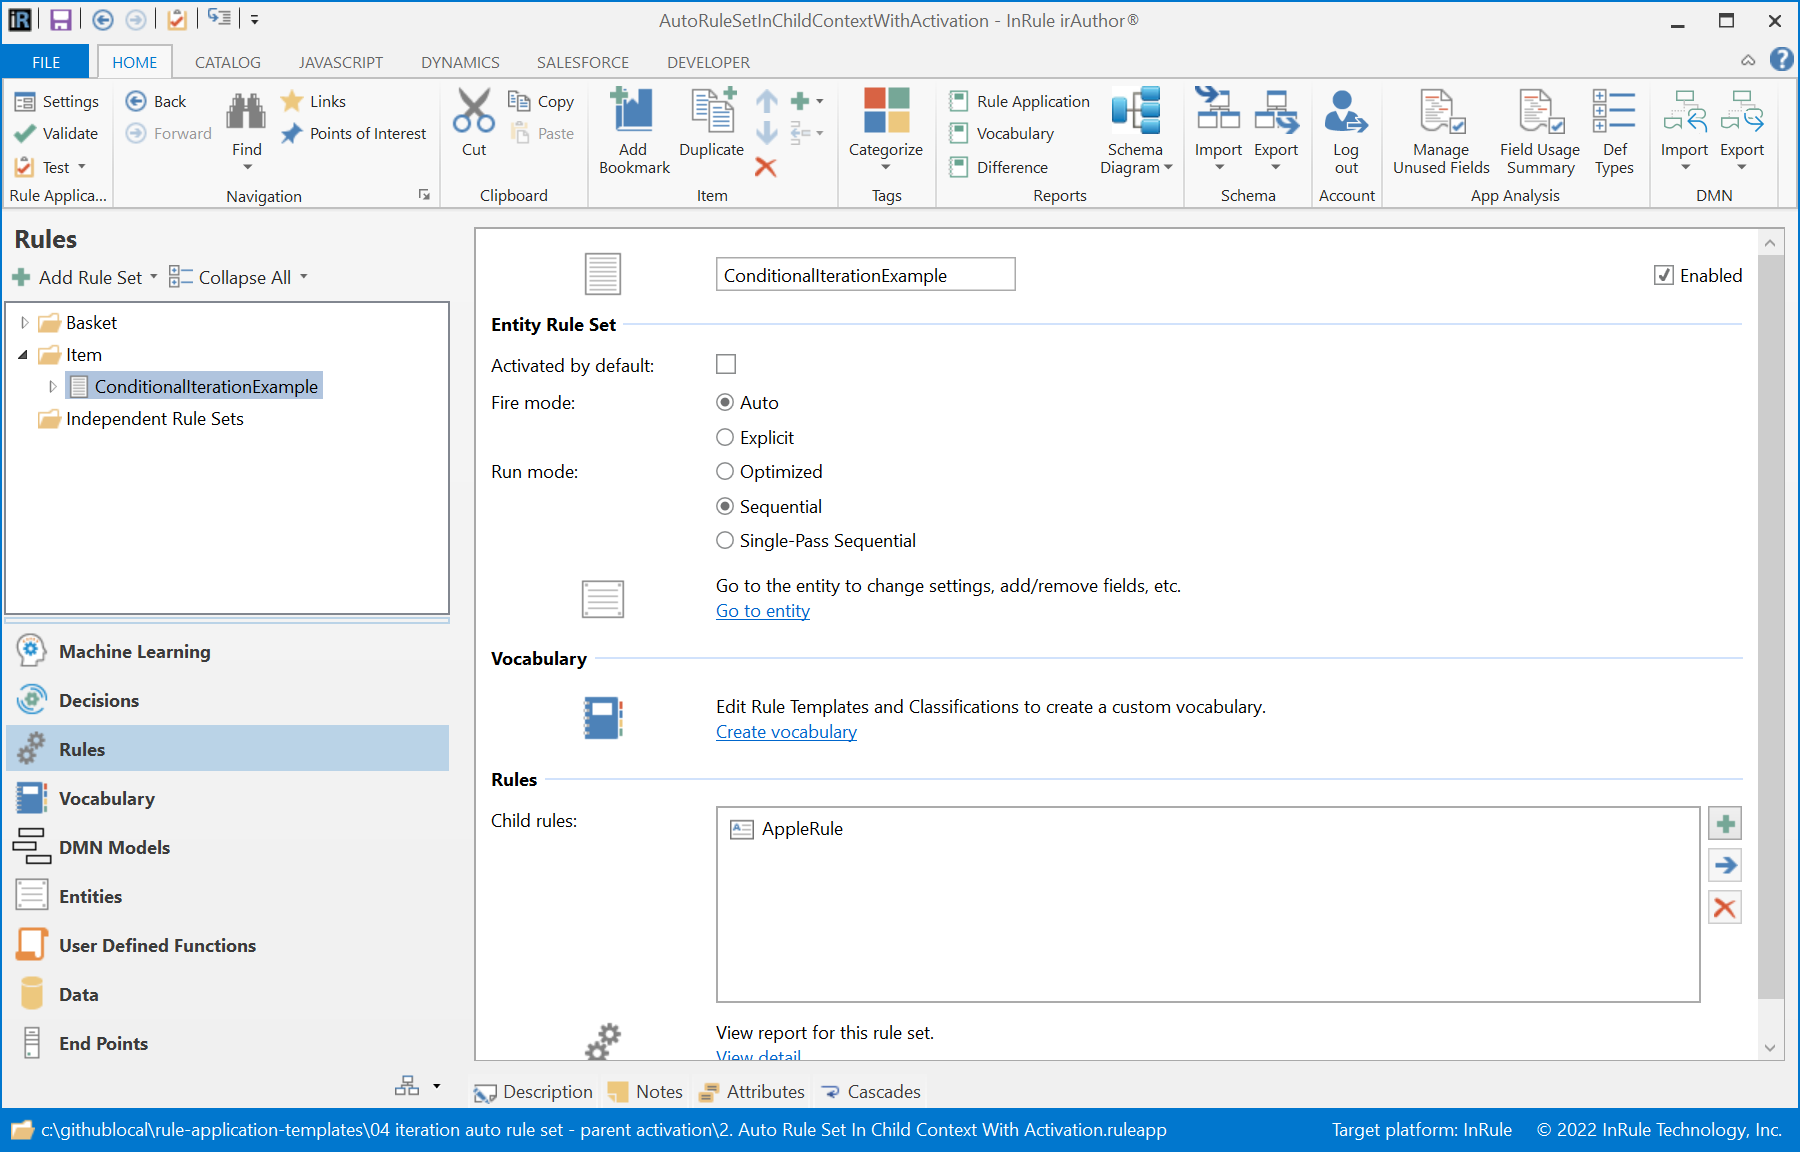 iR
AutoRuleSetInChildContextWithActivation - InRule irAuthor®
FILE HOME CATALOG JAVASCRIPT DYNAMICS SALESFORCE DEVELOPER
Settings
Validate
Test
Rule Applica...
Back
Forward
Find
Links
Points of Interest
Navigation
Cut
Copy
Paste
Clipboard
Add
Bookmark
Duplicate
Item
Categorize
Tags
Rule Application
Vocabulary
Difference
Schema
Diagram
Reports
Import
Export
Schema
Log
out
Account
Manage
Unused Fields
Field Usage
Summary
Def
Types
App Analysis
Import
Export
DMN
Rules
Add Rule Set
Collapse All
Basket
Item
ConditionalIterationExample
Independent Rule Sets
Machine Learning
Decisions
Rules
Vocabulary
DMN Models
Entities
User Defined Functions
Data
End Points
ConditionalIterationExample
Enabled
Entity Rule Set
Activated by default:
Fire mode:
Auto
Explicit
Run mode:
Optimized
Sequential
Single-Pass Sequential
Go to the entity to change settings, add/remove fields, etc.
Go to entity
Vocabulary
Edit Rule Templates and Classifications to create a custom vocabulary.
Create vocabulary
Rules
Child rules:
AppleRule
View report for this rule set.
View detail
Description Notes Attributes Cascades
c:\githublocal\rule-application-templates\04 iteration auto rule set - parent activation\2. Auto Rule Set In Child Context With Activation.ruleapp
Target platform: InRule © 2022 InRule Technology, Inc.